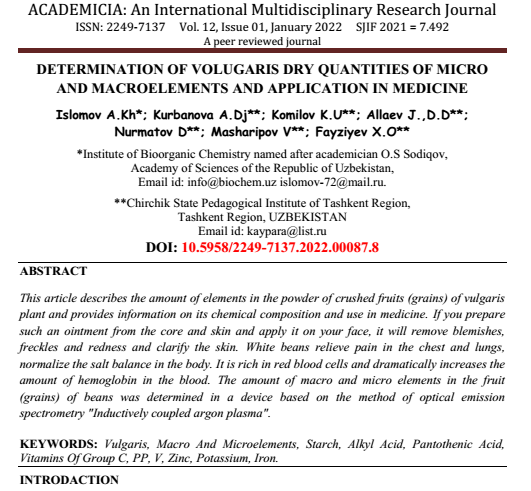 ACADEMICIA: An International Multidisciplinary Research Journal
ISSN: 2249-7137 Vol. 12, Issue 01, January 2022 SJIF 2021 = 7.492
A peer reviewed journal
DETERMINATION OF VOLUGARIS DRY QUANTITIES OF MICRO
AND MACROELEMENTS AND APPLICATION IN MEDICINE
Islomov A.Kh*; Kurbanova A.Dj**; Komilov K.U**; Allaev J.,D.D**;
Nurmatov D**; Masharipov V**; Fayziyev X.O**
*Institute of Bioorganic Chemistry named after academician O.S Sodiqov,
Academy of Sciences of the Republic of Uzbekistan,
Email id: info@biochem.uz islomov-72@mail.ru.
**Chirchik State Pedagogical Institute of Tashkent Region,
Tashkent Region, UZBEKISTAN
Email id: kaypara@list.ru
DOI: 10.5958/2249-7137.2022.00087.8
ABSTRACT
This article describes the amount of elements in the powder of crushed fruits (grains) of vulgaris
plant and provides information on its chemical composition and use in medicine. If you prepare
such an ointment from the core and skin and apply it on your face, it will remove blemishes,
freckles and redness and clarify the skin. White beans relieve pain in the chest and lungs,
normalize the salt balance in the body. It is rich in red blood cells and dramatically increases the
amount of hemoglobin in the blood. The amount of macro and micro elements in the fruit
(grains) of beans was determined in a device based on the method of optical emission
spectrometry "Inductively coupled argon plasma".
KEYWORDS: Vulgaris, Macro And Microelements, Starch, Alkyl Acid, Pantothenic Acid,
Vitamins Of Group C, PP, V, Zinc, Potassium, Iron.
INTRODACTION